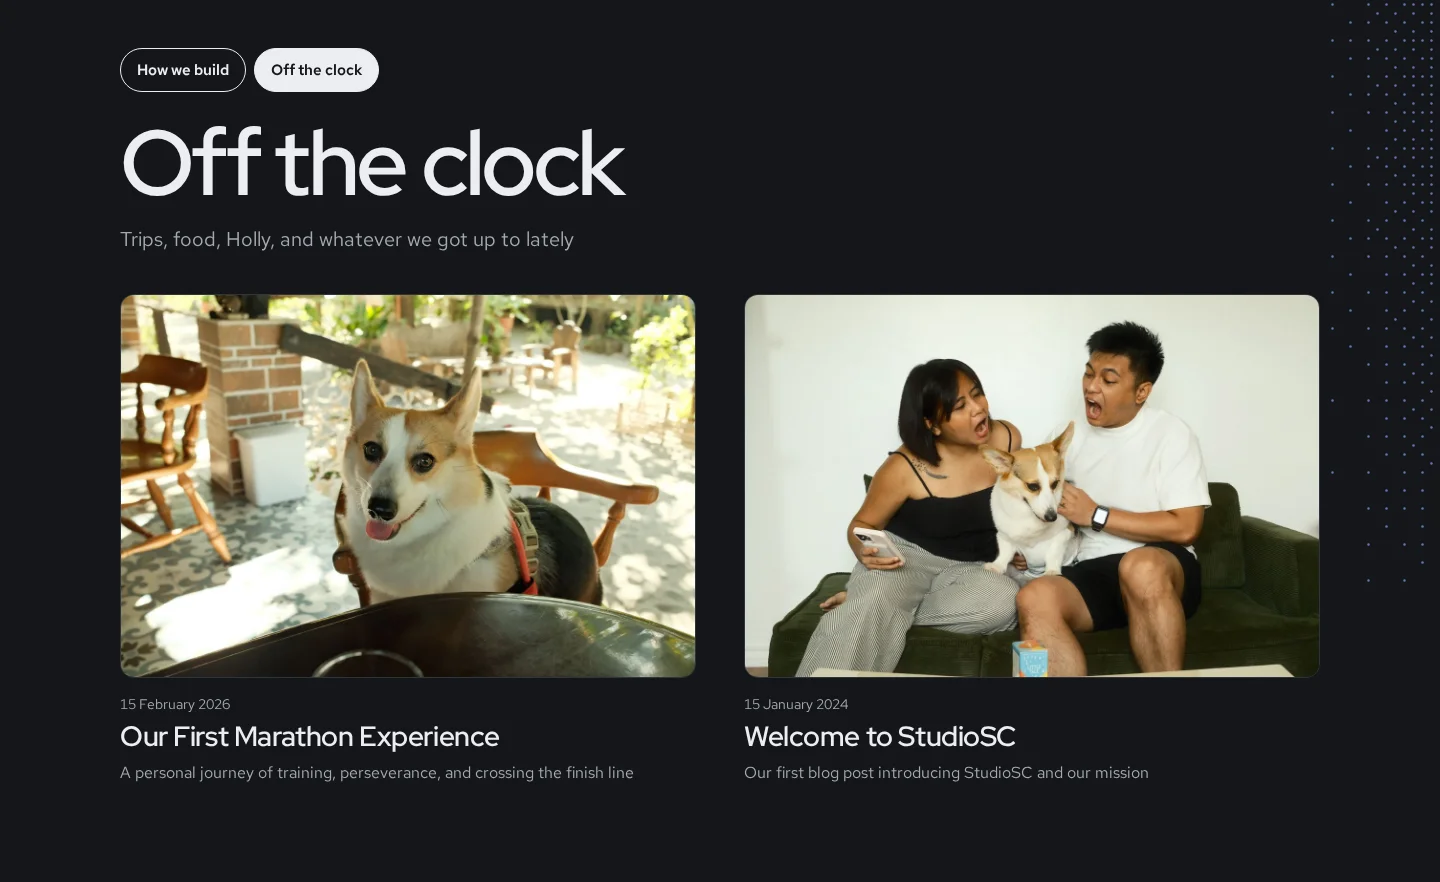 How we build
Off the clock
Off the clock
Trips, food, Holly, and whatever we got up to lately
15 February 2026
15 January 2024
Our First Marathon Experience
Welcome to StudioSC
A personal journey of training, perseverance, and crossing the finish line
Our first blog post introducing StudioSC and our mission